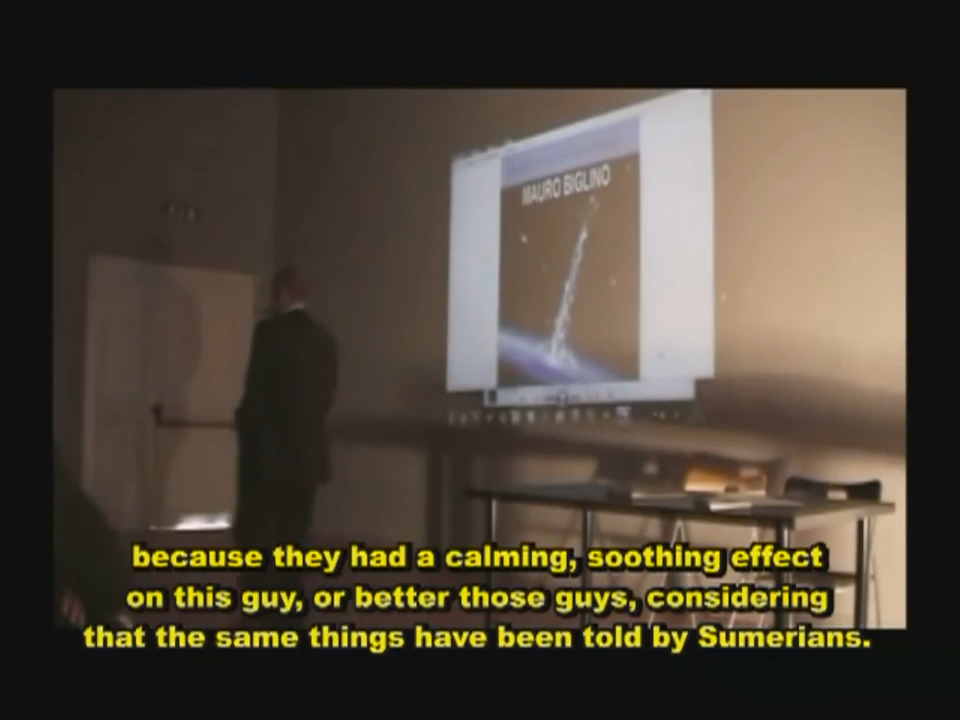 MAURO BIGLINO
because they had a calming, soothing effect
on this guy, or better those guys, considering
that the same things have been told by Sumerians.